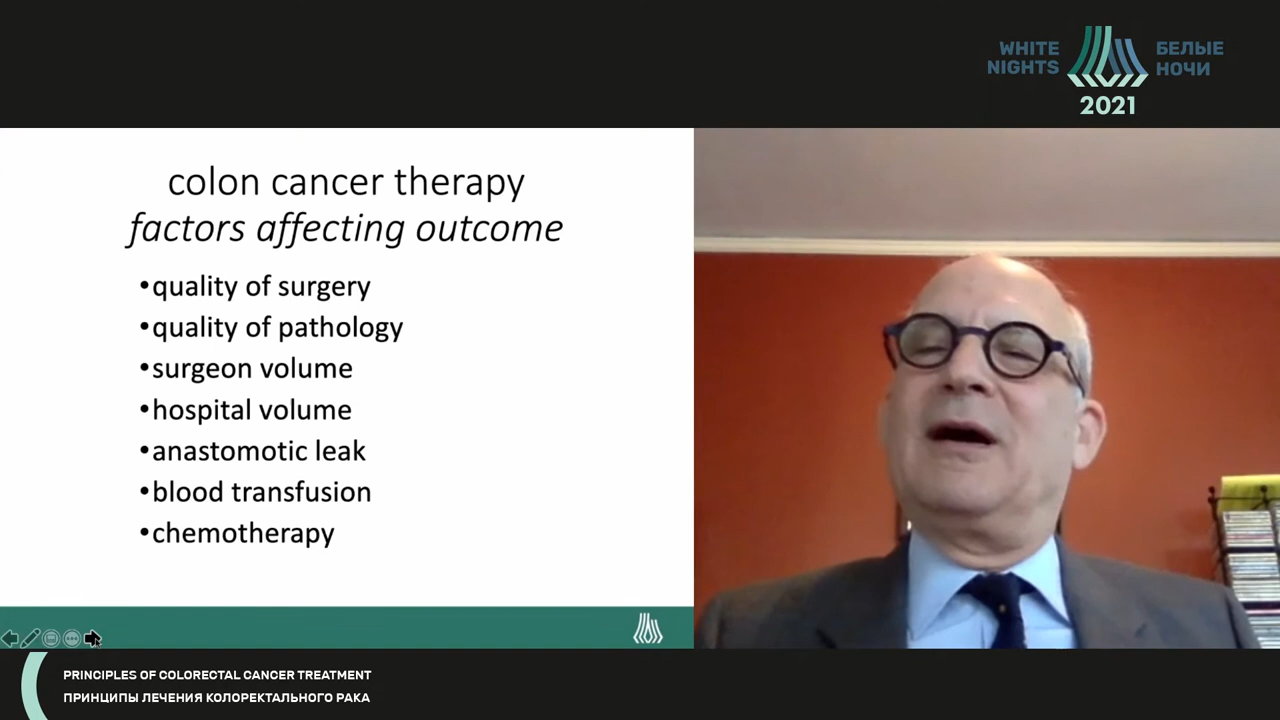 WHITE
NIGHTS
БЕЛЫЕ
НОЧИ
2021
colon cancer therapy
factors affecting outcome
•quality of surgery
•quality of pathology
•surgeon volume
•hospital volume
•anastomotic leak
•blood transfusion
•chemotherapy
PRINCIPLES OF COLORECTAL CANCER TREATMENT
ПРИНЦИПЫ ЛЕЧЕНИЯ КОЛОРЕКТАЛЬНОГО РАКА